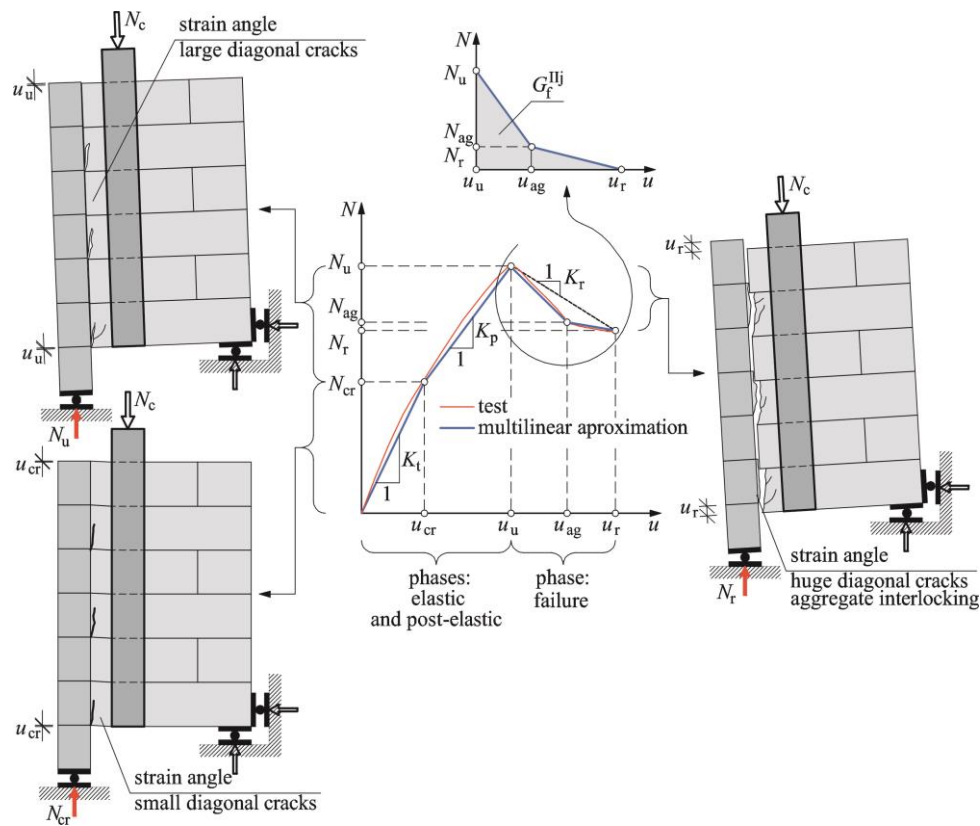 N_c
strain angle
large diagonal cracks
u_u
u_u
N_u
N
N_u
G_f^IIj
N_ag
N_r
u_u
u_ag
u_r
u
N
N_u
N_ag
N_r
N_cr
1
K_r
K_p
1
test
multilinear aproximation
K_t
1
u_cr
u_u
u_ag
u_r
u
phases:
elastic
and post-elastic
phase:
failure
N_c
u_r
u_r
N_r
strain angle
huge diagonal cracks
aggregate interlocking
N_c
u_cr
u_cr
N_cr
strain angle
small diagonal cracks